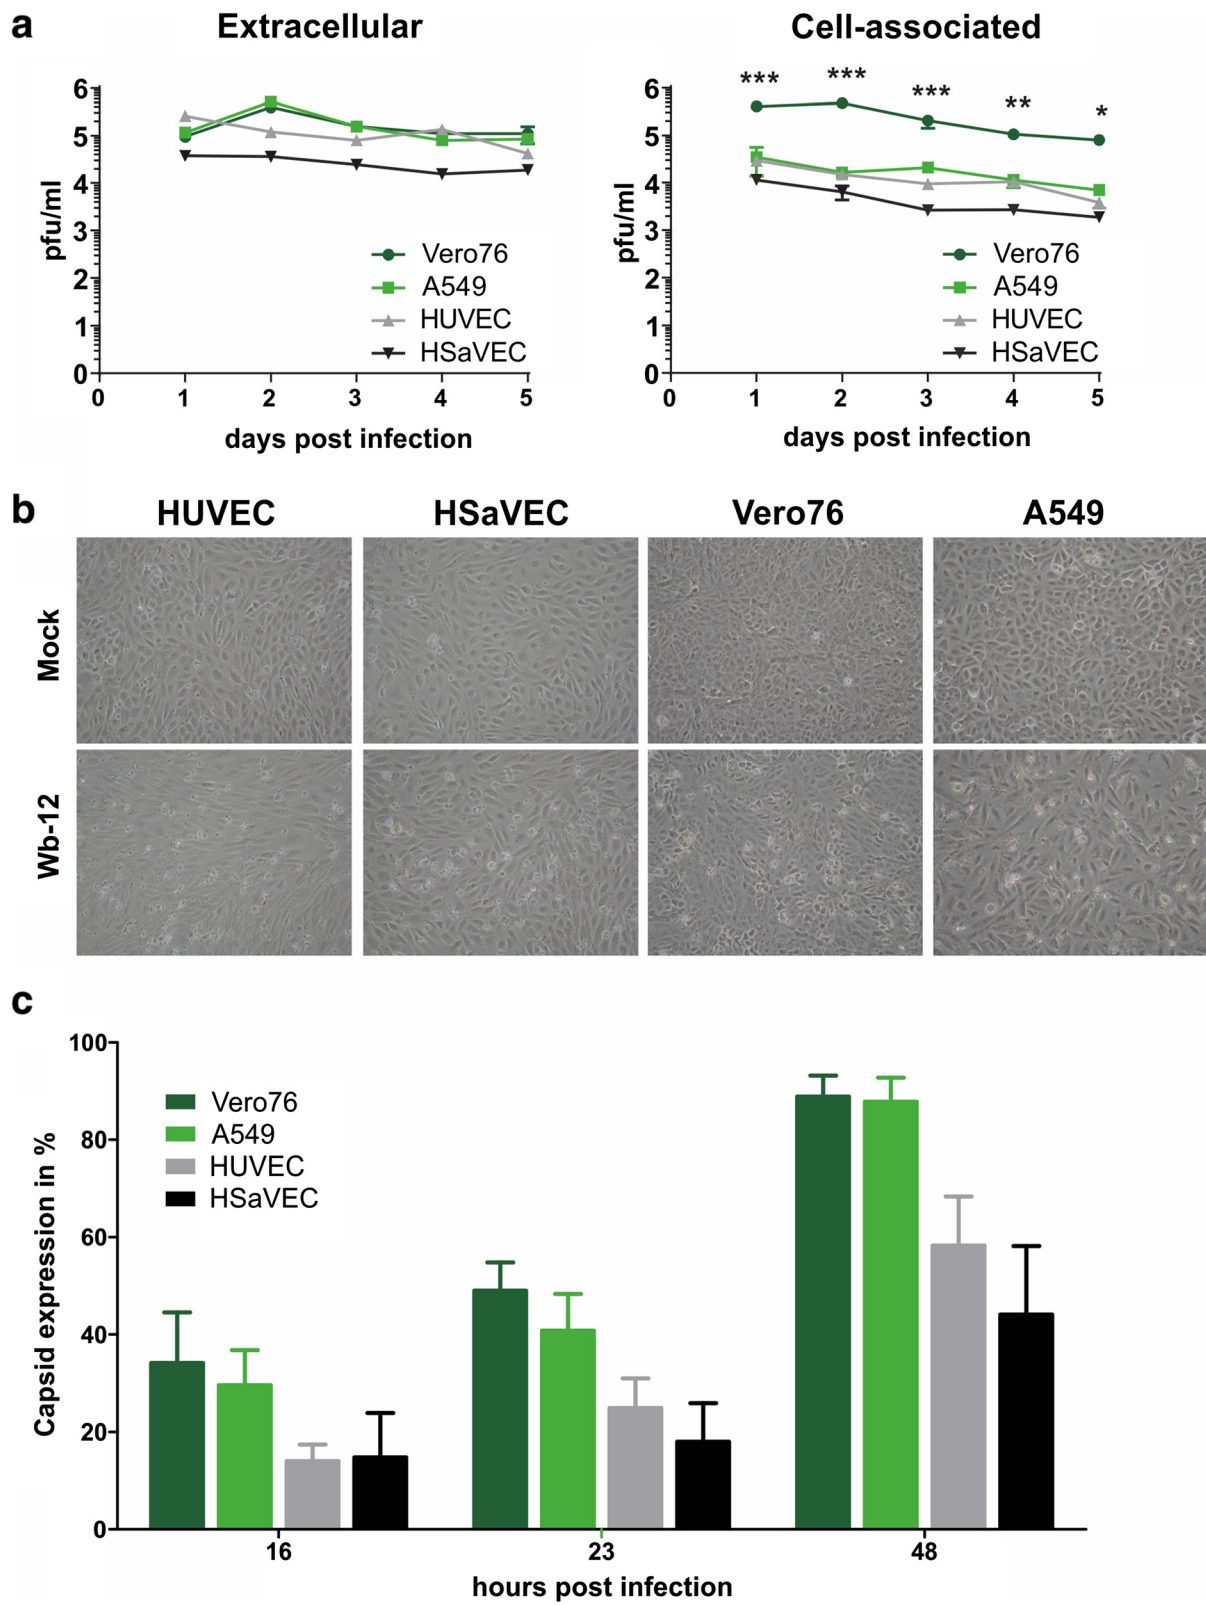 a
Extracellular
Cell-associated
6
5
4
3
2
1
0
pfu/ml
Vero76
A549
HUVEC
HSaVEC
0 1 2 3 4 5
days post infection
*** *** *** ** *
6
5
4
3
2
1
0
pfu/ml
Vero76
A549
HUVEC
HSaVEC
0 1 2 3 4 5
days post infection
b
HUVEC HSaVEC Vero76 A549
Mock
Wb-12
c
100
80
60
40
20
0
Capsid expression in %
Vero76
A549
HUVEC
HSaVEC
16 23 48
hours post infection